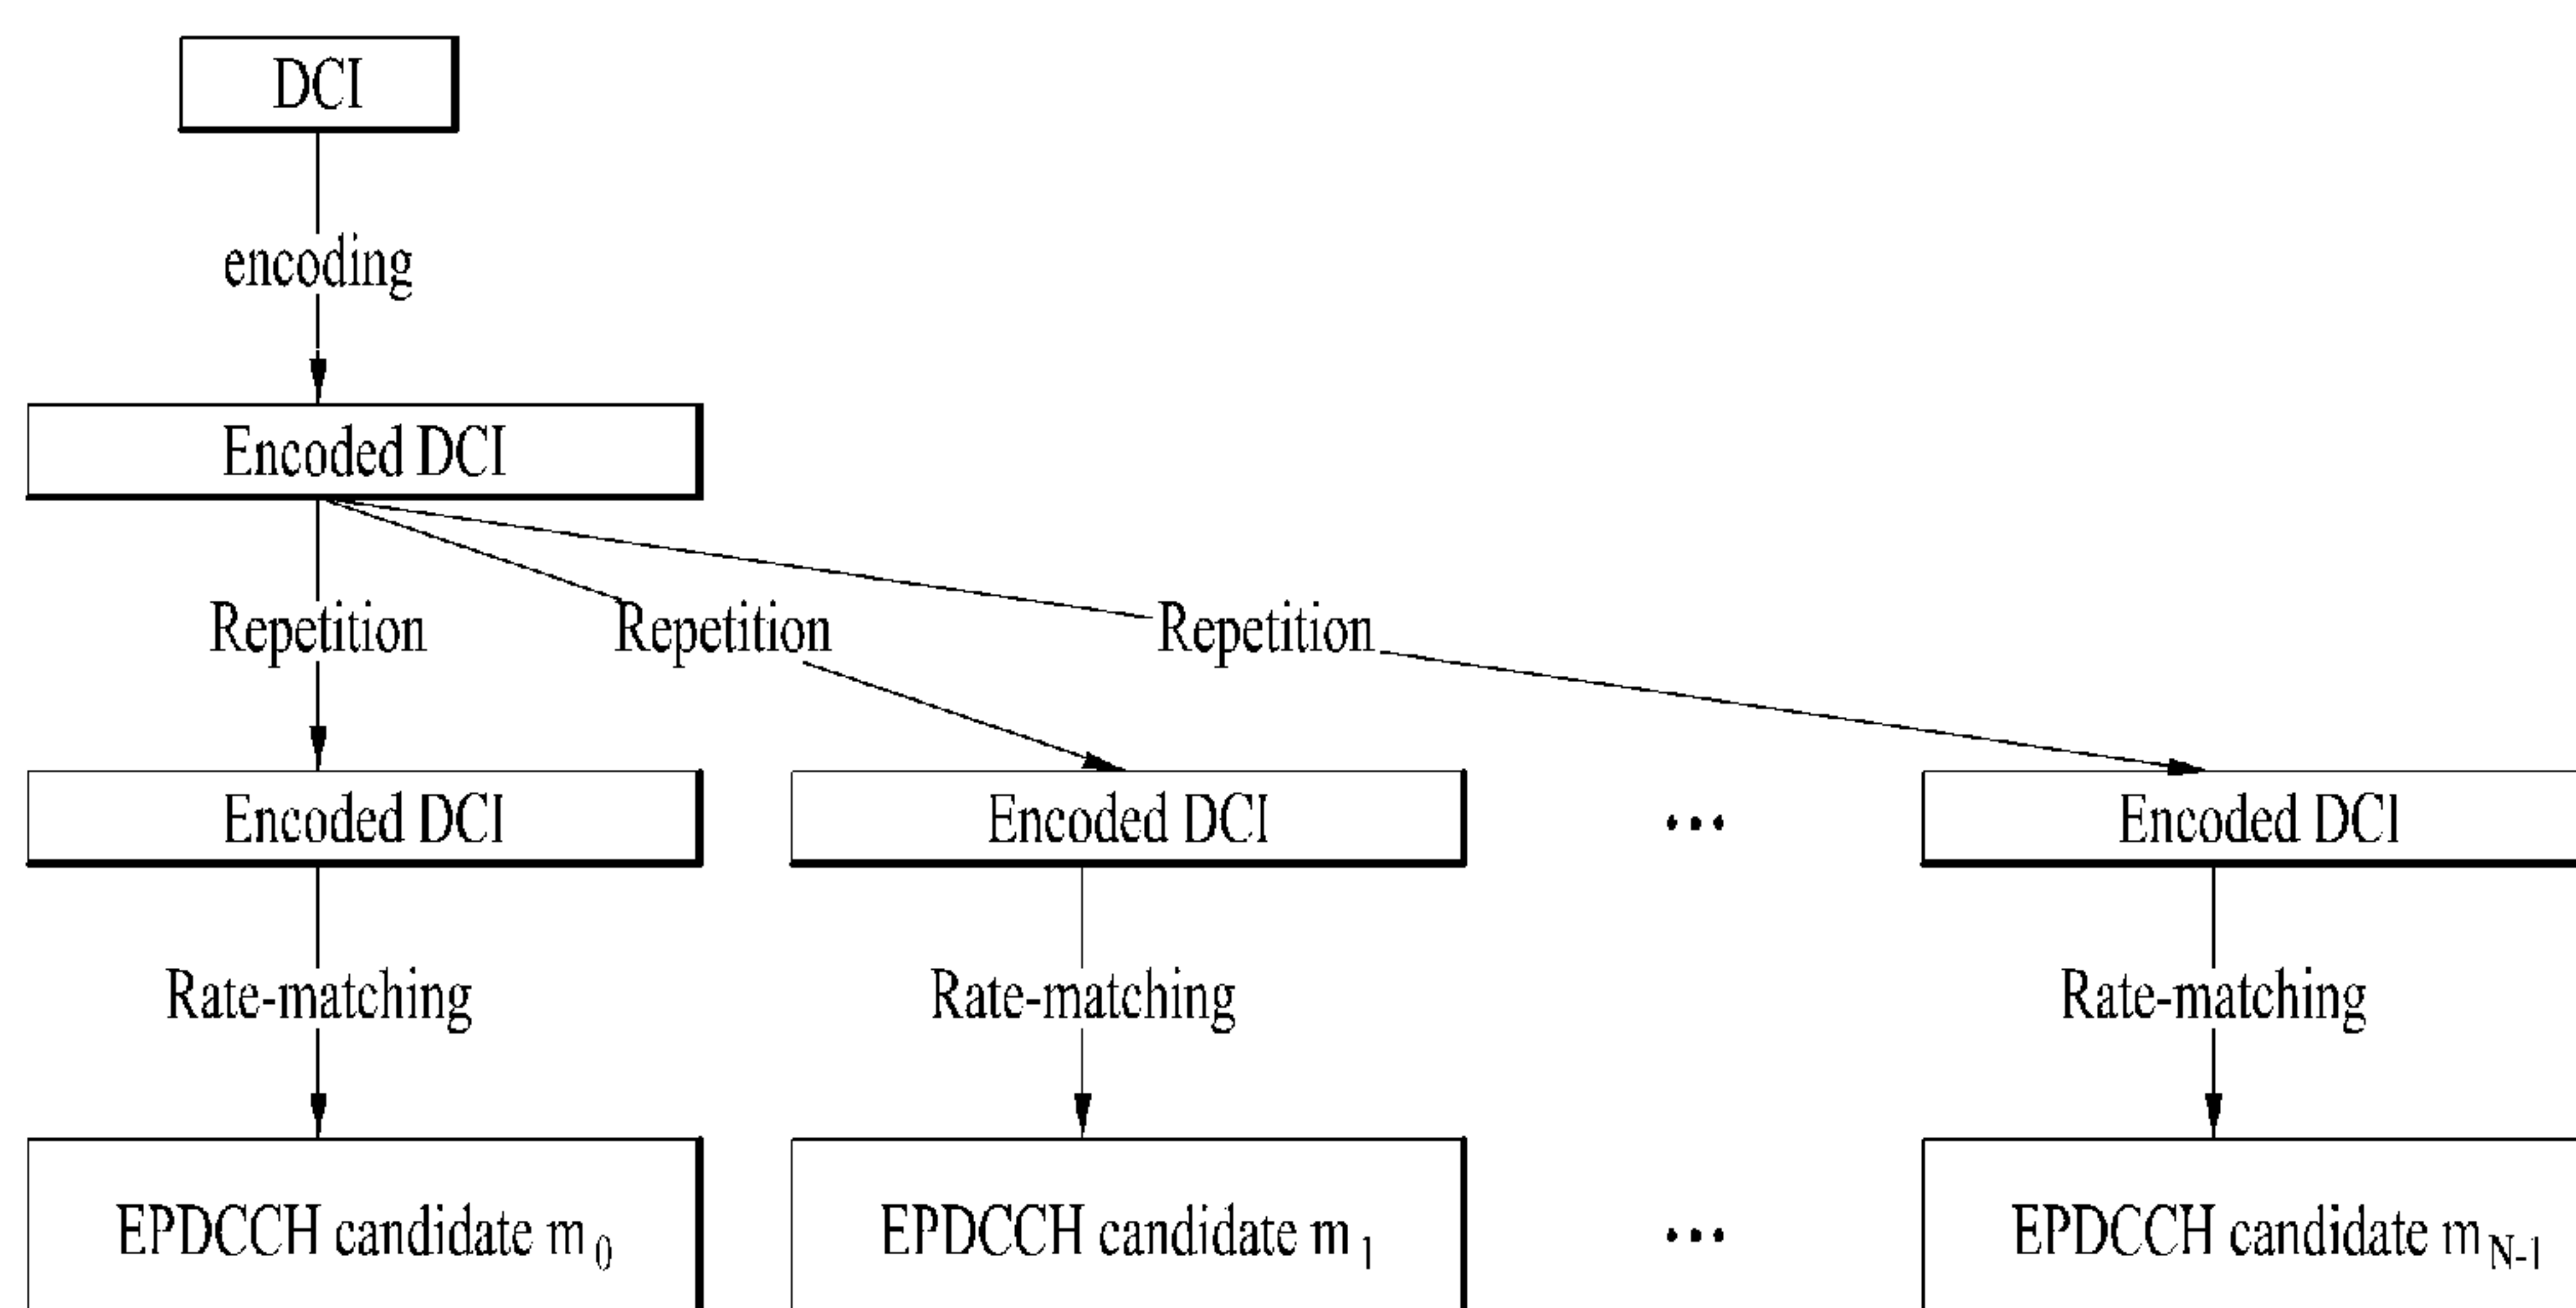 DCI
encoding
Encoded DCI
Repetition Repetition Repetition
Encoded DCI Encoded DCI ... Encoded DCI
Rate-matching Rate-matching Rate-matching
EPDCCH candidate m0 EPDCCH candidate m1 ... EPDCCH candidate mN-1